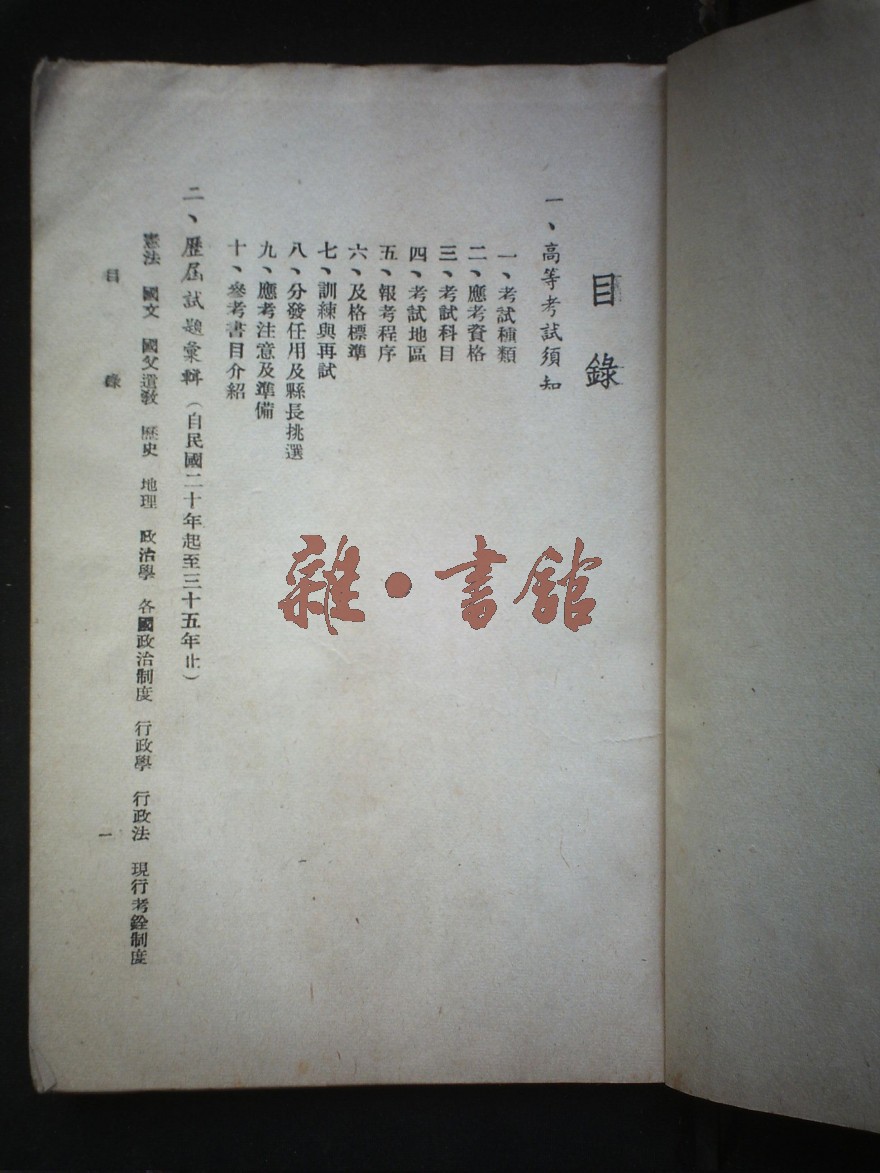 目錄
一、高等考試須知
一、考試種類
二、應考資格
三、考試科目
四、考試地區
五、報考程序
六、及格標準
七、訓練與再試
八、分發任用及縣長挑選
九、應考注意及準備
十、參考書目介紹
二、歷屆試題彙輯（自民國二十年起至三十五年止）
憲法 國文 國父遺教 歷史 地理 政治學 各國政治制度 行政學 行政法 現行考銓制度
目錄 一
雜·書館